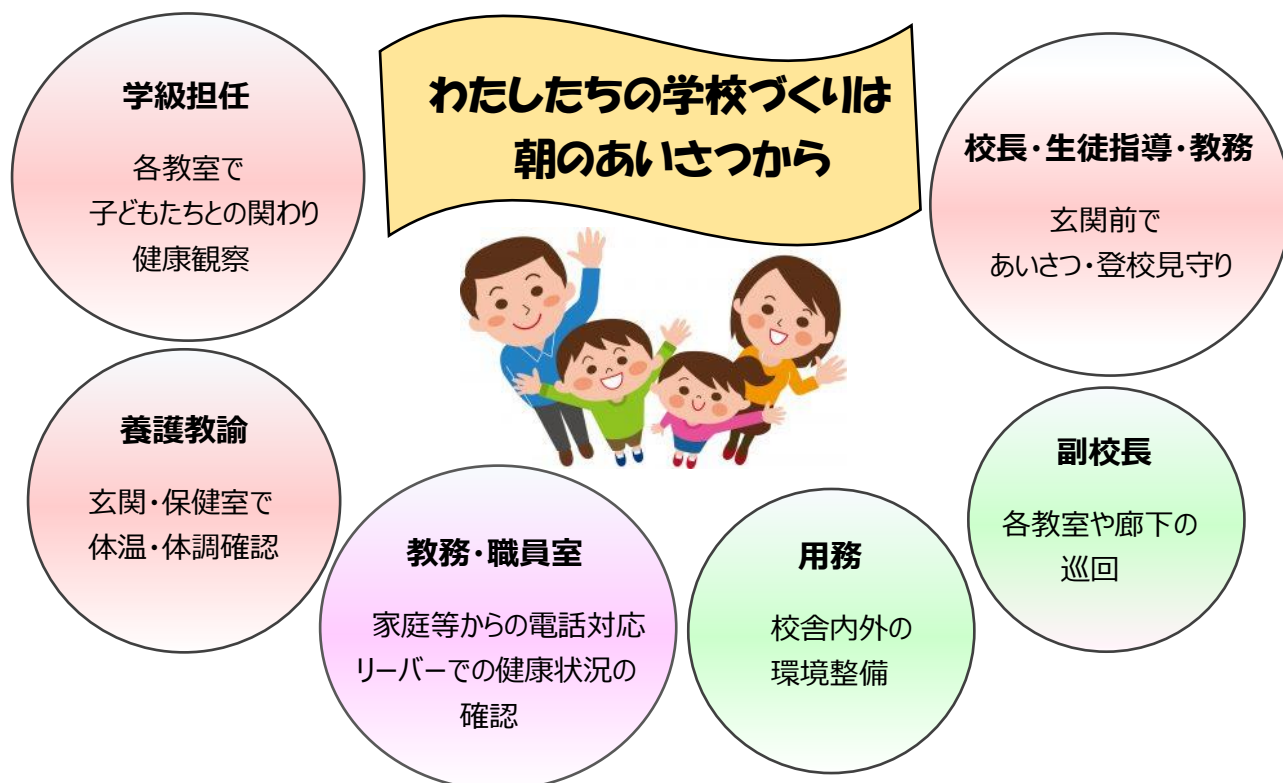 わたしたちの学校づくりは
朝のあいさつから
学級担任
各教室で
子どもたちとの関わり
健康観察
校長・生徒指導・教務
玄関前で
あいさつ・登校見守り
養護教諭
玄関・保健室で
体温・体調確認
教務・職員室
家庭等からの電話対応
リーバーでの健康状況の
確認
用務
校舎内外の
環境整備
副校長
各教室や廊下の
巡回